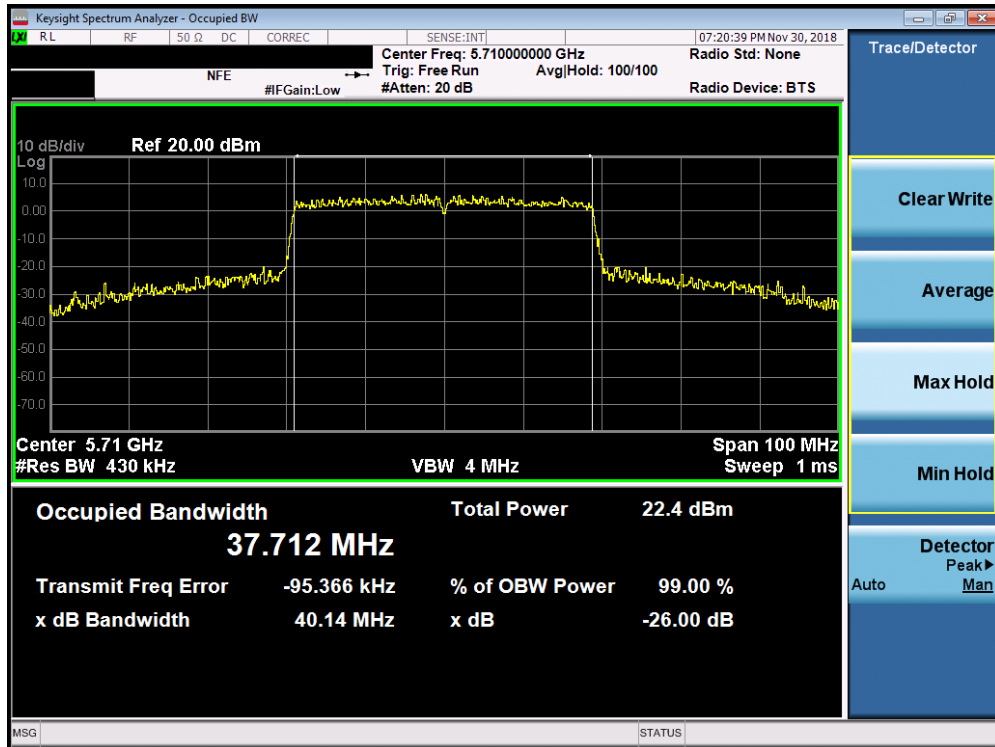 Keysight Spectrum Analyzer - Occupied BW
LXI RL RF 50 Ω DC CORREC SENSE:INT 07:20:39 PM Nov 30, 2018
Center Freq: 5.710000000 GHz Radio Std: None
NFE Trig: Free Run Avg|Hold: 100/100
#IFGain:Low #Atten: 20 dB Radio Device: BTS
10 dB/div Ref 20.00 dBm
Log
10.0
0.00
-10.0
-20.0
-30.0
-40.0
-50.0
-60.0
-70.0
Center 5.71 GHz Span 100 MHz
#Res BW 430 kHz VBW 4 MHz Sweep 1 ms
Occupied Bandwidth Total Power 22.4 dBm
37.712 MHz
Transmit Freq Error -95.366 kHz % of OBW Power 99.00 %
x dB Bandwidth 40.14 MHz x dB -26.00 dB
MSG STATUS
Trace/Detector
Clear Write
Average
Max Hold
Min Hold
Detector
Peak▶
Auto Man